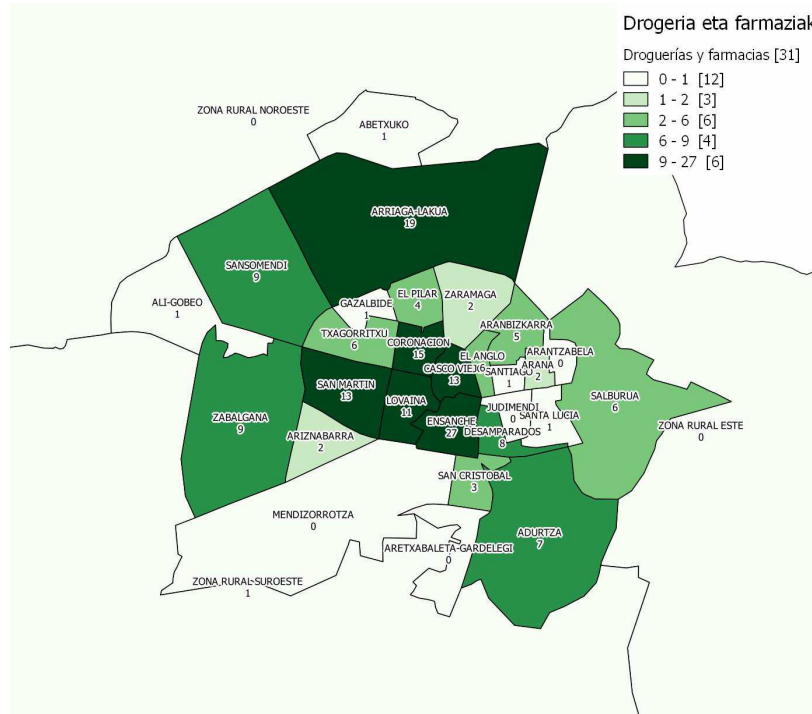 Drogeria eta farmaziak
Droguerías y farmacias [31]
0 - 1 [12]
1 - 2 [3]
2 - 6 [6]
6 - 9 [4]
9 - 27 [6]
ZONA RURAL NOROESTE
0
ABETXUKO
1
ARRIAGA-LAKUA
19
SANSOMENDI
9
ALI-GOBEO
1
GAZALBIDE
1
EL PILAR
4
ZARAMAGA
2
TXAGORRITXU
6
CORONACION
15
ARANBIZKARRA
5
EL ANGLO
6
ARANTZABELA
0
CASCO VIEJO
13
SANTIAGO
1
ARANA
2
SAN MARTIN
13
LOVAINA
11
SALBURUA
6
ZABALGANA
9
JUDIMENDI
0
SANTA LUCIA
1
ENSANCHE
27
DESAMPARADOS
8
ZONA RURAL ESTE
0
ARIZNABARRA
2
SAN CRISTOBAL
3
MENDIZORROTZA
0
ADURTZA
7
ARETXABALETA-GARDELEGI
0
ZONA RURAL SUROESTE
1